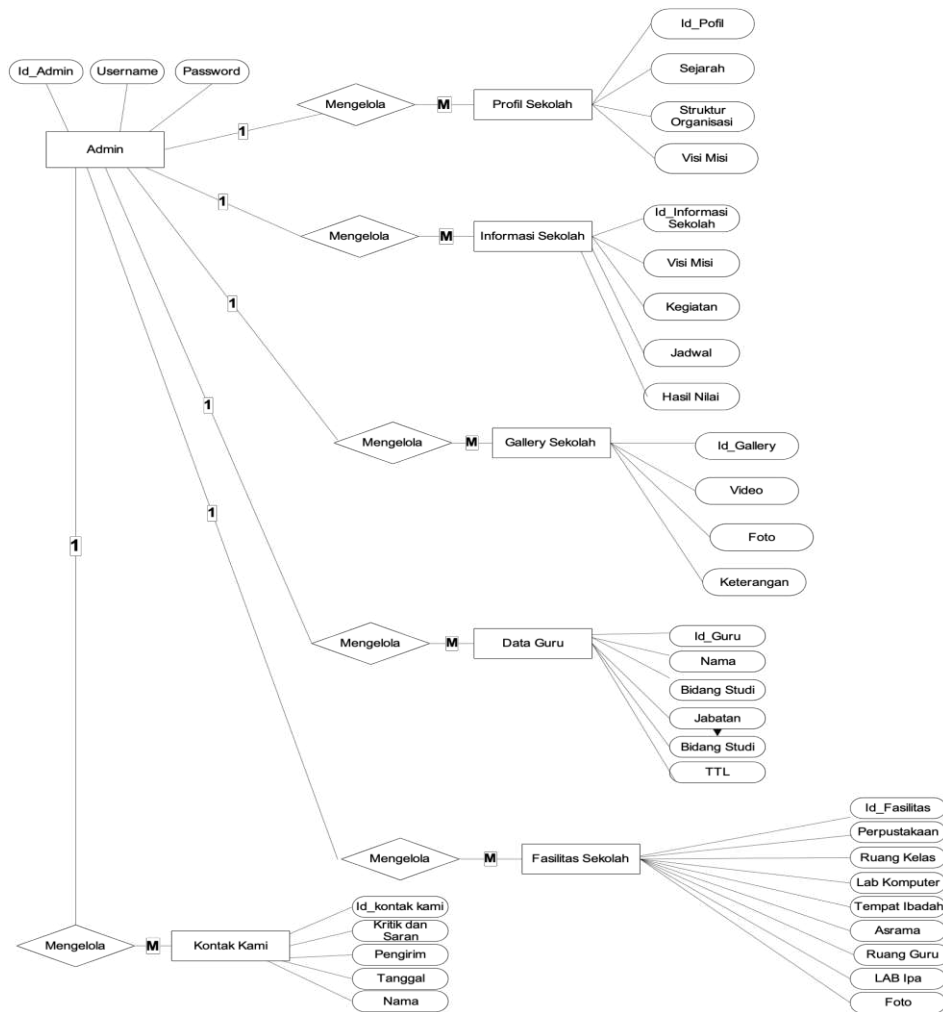 Id_Pofil
Id_Admin
Username
Password
Sejarah
Mengelola
M
Profil Sekolah
Struktur
Organisasi
1
Admin
Visi Misi
1
Mengelola
M
Informasi Sekolah
Id_Informasi
Sekolah
Visi Misi
Kegiatan
1
Jadwal
Hasil Nilai
1
Mengelola
M
Gallery Sekolah
Id_Gallery
Video
1
Foto
1
Keterangan
Mengelola
M
Data Guru
Id_Guru
Nama
Bidang Studi
Jabatan
Bidang Studi
TTL
Mengelola
M
Fasilitas Sekolah
Id_Fasilitas
Perpustakaan
Ruang Kelas
Lab Komputer
Tempat Ibadah
Asrama
Ruang Guru
LAB Ipa
Foto
Mengelola
M
Kontak Kami
Id_kontak kami
Kritik dan
Saran
Pengirim
Tanggal
Nama